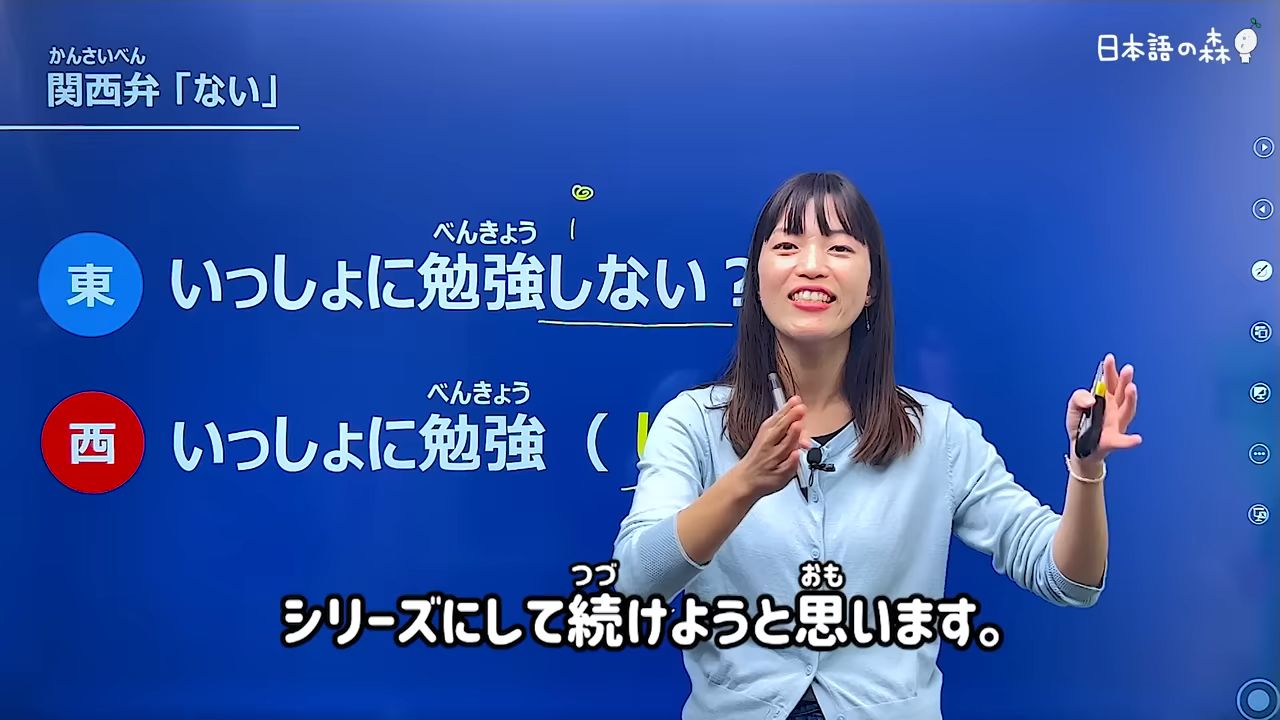 かんさいべん
関西弁「ない」
日本語の森
べんきょう
東 いっしょに勉強しない?
べんきょう
西 いっしょに勉強(
つづ おも
シリーズにして続けようと思います。